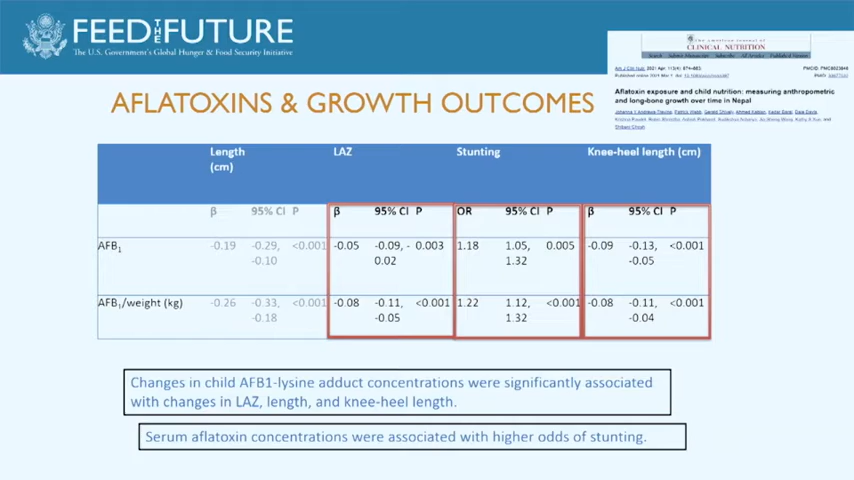 FEED THE FUTURE
The U.S. Government's Global Hunger & Food Security Initiative
CLINICAL NUTRITION
Aflatoxin exposure and child nutrition: measuring anthropometric
and long-bone growth over time in Nepal
AFLATOXINS & GROWTH OUTCOMES
Length (cm) LAZ Stunting Knee-heel length (cm)
β 95% CI P β 95% CI P OR 95% CI P β 95% CI P
AFB1 -0.19 -0.29, -0.10 <0.001 -0.05 -0.09, -0.02 0.003 1.18 1.05, 1.32 0.005 -0.09 -0.13, -0.05 <0.001
AFB1/weight (kg) -0.26 -0.33, -0.18 <0.001 -0.08 -0.11, -0.05 <0.001 1.22 1.12, 1.32 <0.001 -0.08 -0.11, -0.04 <0.001
Changes in child AFB1-lysine adduct concentrations were significantly associated
with changes in LAZ, length, and knee-heel length.
Serum aflatoxin concentrations were associated with higher odds of stunting.